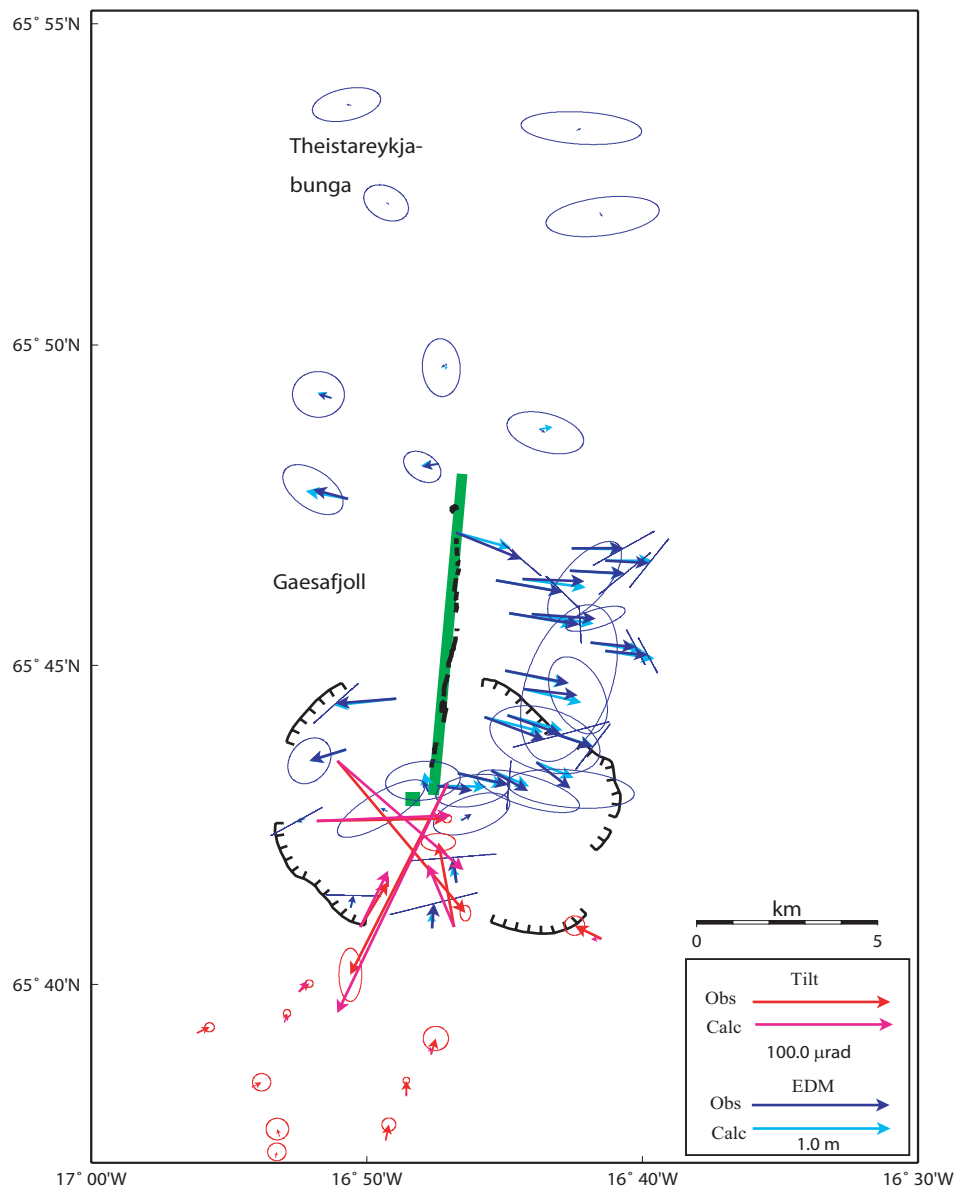 65˚ 55'N
Theistareykja-
bunga
65˚ 50'N
Gaesafjoll
65˚ 45'N
65˚ 40'N
km
0 5
Tilt
Obs
Calc
100.0 µrad
EDM
Obs
Calc
1.0 m
17˚ 00'W 16˚ 50'W 16˚ 40'W 16˚ 30'W